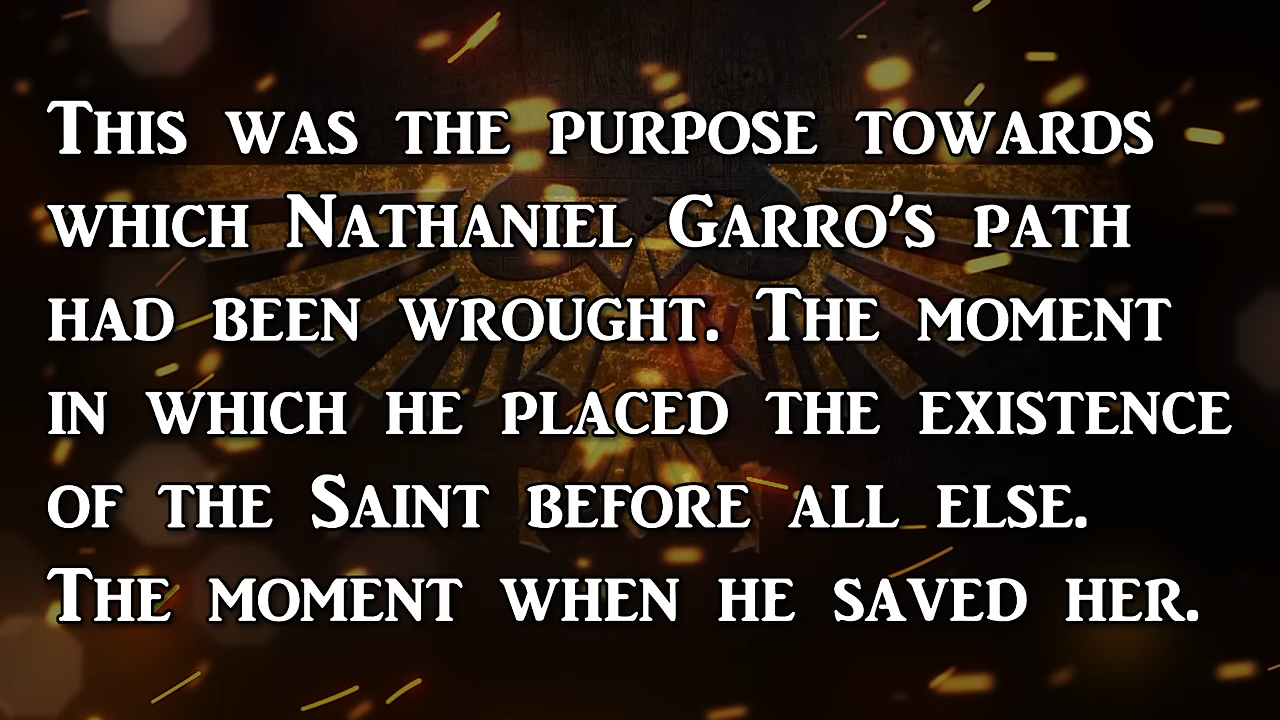 This was the purpose towards
which Nathaniel Garro's path
had been wrought. The moment
in which he placed the existence
of the Saint before all else.
The moment when he saved her.